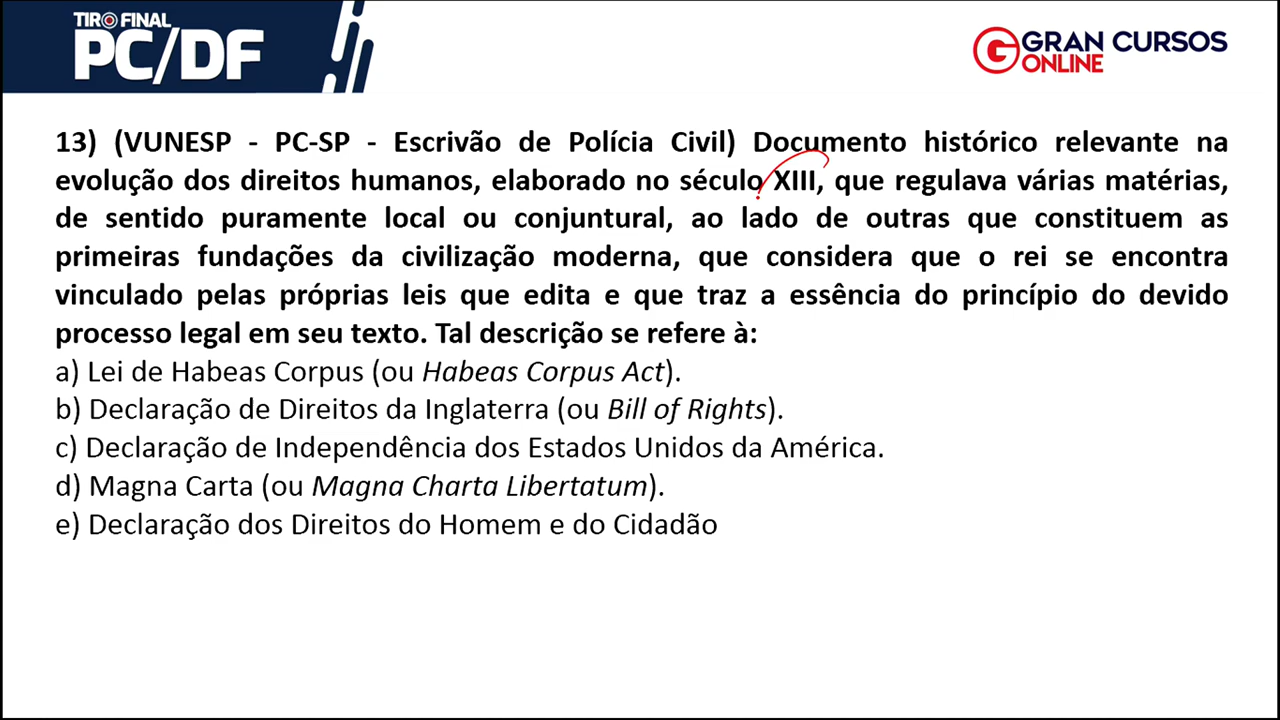 TIRO FINAL
PC/DF
GRAN CURSOS
ONLINE
13) (VUNESP - PC-SP - Escrivão de Polícia Civil) Documento histórico relevante na
evolução dos direitos humanos, elaborado no século XIII, que regulava várias matérias,
de sentido puramente local ou conjuntural, ao lado de outras que constituem as
primeiras fundações da civilização moderna, que considera que o rei se encontra
vinculado pelas próprias leis que edita e que traz a essência do princípio do devido
processo legal em seu texto. Tal descrição se refere à:
a) Lei de Habeas Corpus (ou Habeas Corpus Act).
b) Declaração de Direitos da Inglaterra (ou Bill of Rights).
c) Declaração de Independência dos Estados Unidos da América.
d) Magna Carta (ou Magna Charta Libertatum).
e) Declaração dos Direitos do Homem e do Cidadão